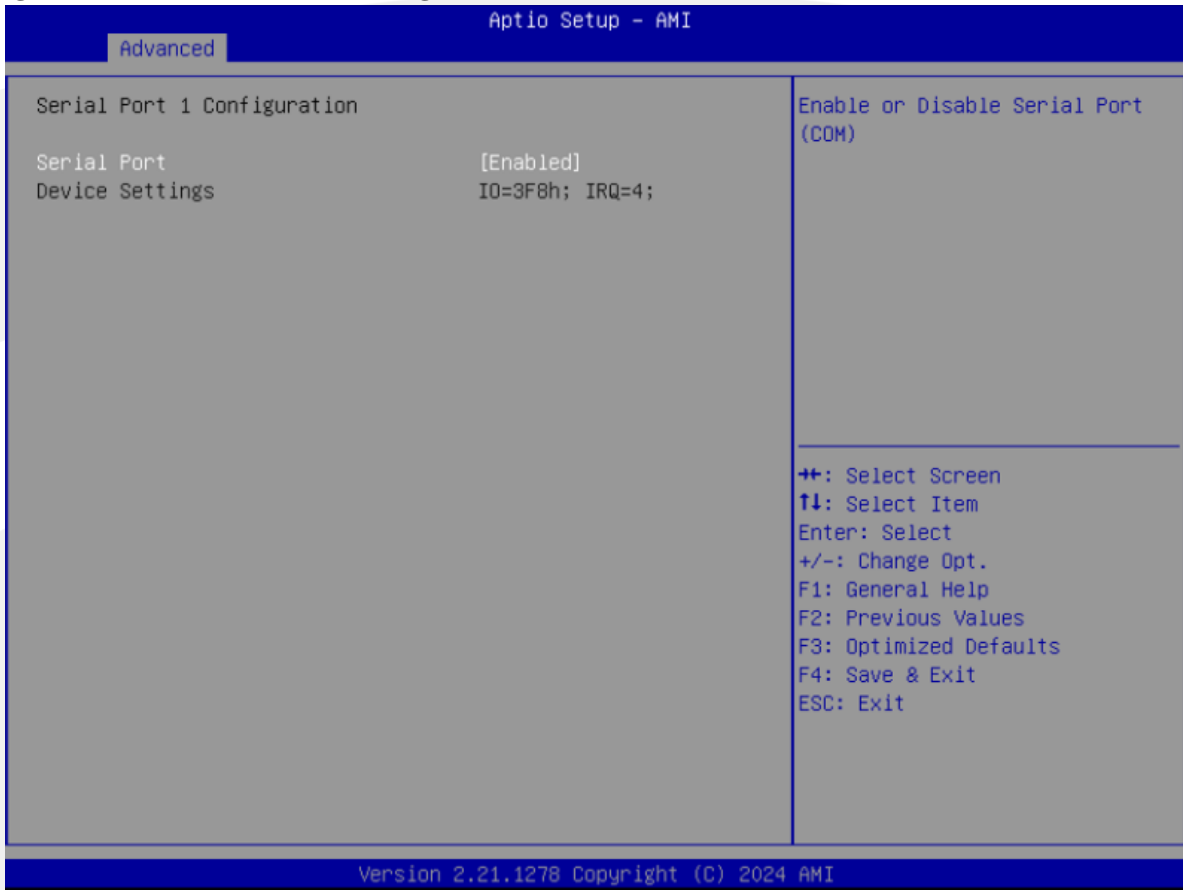 Aptio Setup – AMI
Advanced
Serial Port 1 Configuration
Serial Port [Enabled]
Device Settings IO=3F8h; IRQ=4;
Enable or Disable Serial Port
(COM)
→←: Select Screen
↑↓: Select Item
Enter: Select
+/-: Change Opt.
F1: General Help
F2: Previous Values
F3: Optimized Defaults
F4: Save & Exit
ESC: Exit
Version 2.21.1278 Copyright (C) 2024 AMI